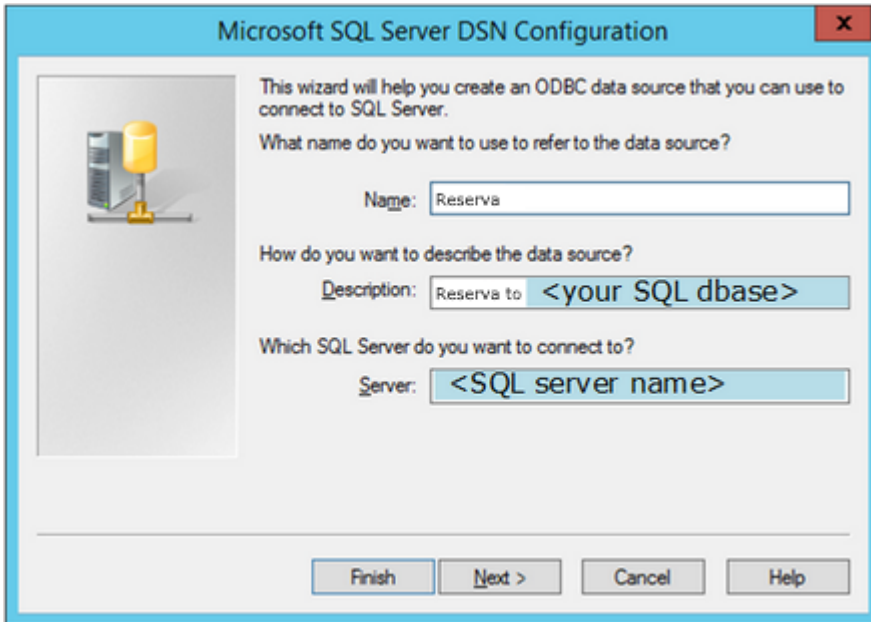 Microsoft SQL Server DSN Configuration
x
This wizard will help you create an ODBC data source that you can use to
connect to SQL Server.
What name do you want to use to refer to the data source?
Name: Reserva
How do you want to describe the data source?
Description: Reserva to <your SQL dbase>
Which SQL Server do you want to connect to?
Server: <SQL server name>
Finish Next > Cancel Help